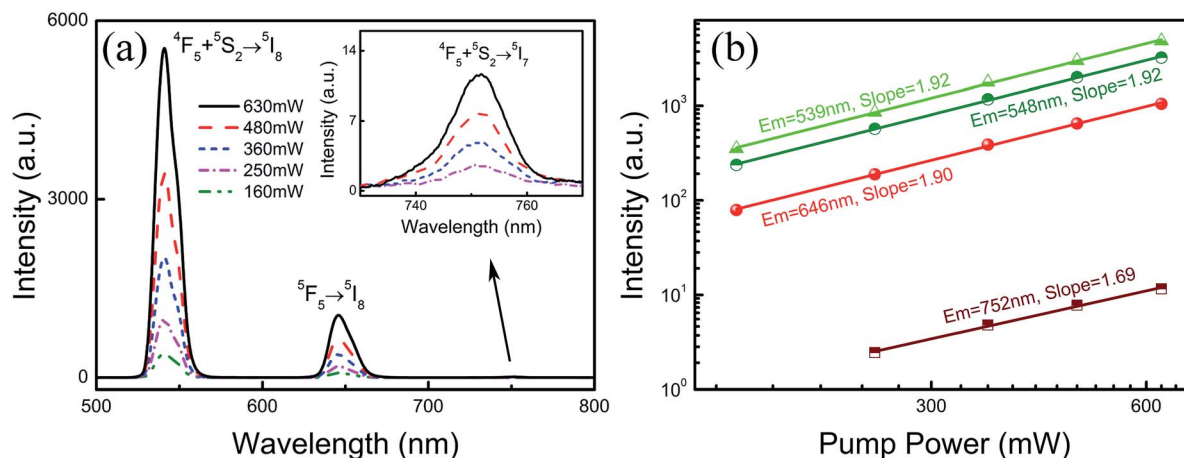 (a)
⁴F₅+⁵S₂→⁵I₈
630mW
480mW
360mW
250mW
160mW
⁵F₅→⁵I₈
6000
3000
0
500 600 700 800
Intensity (a.u.)
Wavelength (nm)
⁴F₅+⁵S₂→⁵I₇
14
7
0
740 760
Intensity (a.u.)
Wavelength (nm)
(b)
Em=539nm, Slope=1.92
Em=548nm, Slope=1.92
Em=646nm, Slope=1.90
Em=752nm, Slope=1.69
10³
10²
10¹
10⁰
300 600
Intensity (a.u.)
Pump Power (mW)